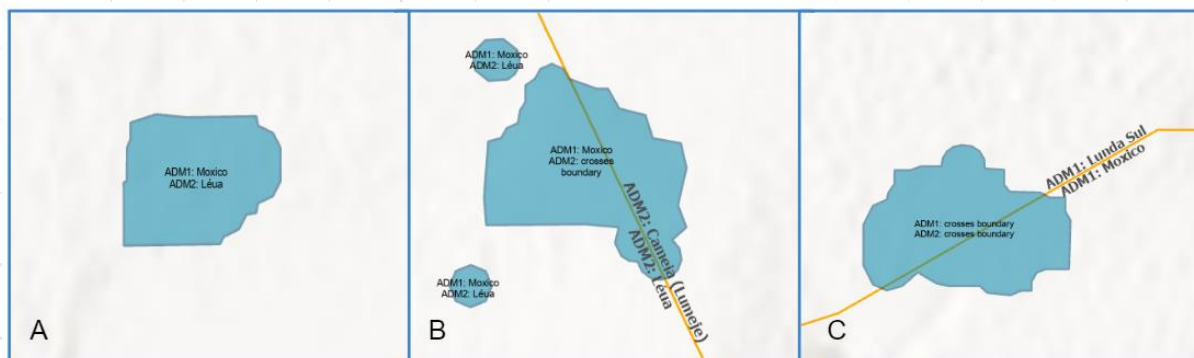 ADM1: Moxico
ADM2: Léua
A
ADM1: Moxico
ADM2: Léua
ADM1: Moxico
ADM2: crosses
boundary
ADM2: Cameia (Lumeje)
ADM2: Léua
ADM1: Moxico
ADM2: Léua
B
ADM1: Lunda Sul
ADM1: Moxico
ADM1: crosses boundary
ADM2: crosses boundary
C